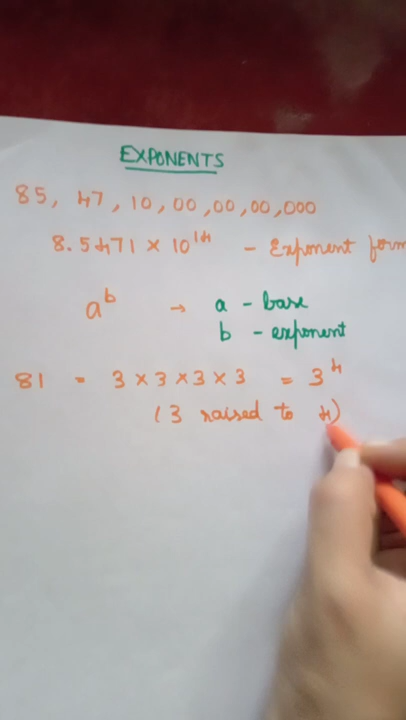 EXPONENTS
85, 47, 10, 00, 00, 00, 000
8.5471 × 10¹⁴ - Exponent form
aᵇ → a - base
b - exponent
81 = 3 × 3 × 3 × 3 = 3⁴
(3 raised to 4)